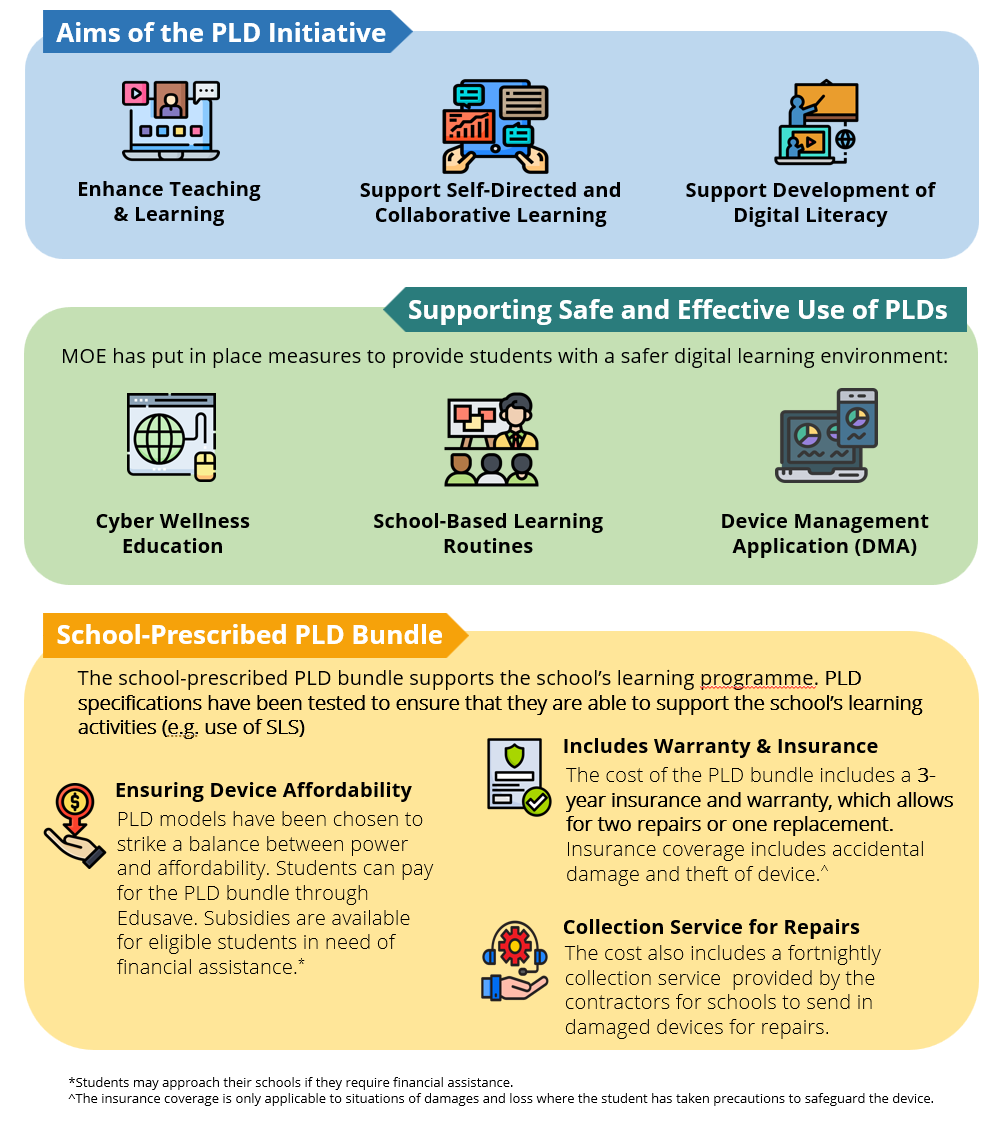 Aims of the PLD Initiative
Enhance Teaching
& Learning
Support Self-Directed and
Collaborative Learning
Support Development of
Digital Literacy
Supporting Safe and Effective Use of PLDs
MOE has put in place measures to provide students with a safer digital learning environment:
Cyber Wellness
Education
School-Based Learning
Routines
Device Management
Application (DMA)
School-Prescribed PLD Bundle
The school-prescribed PLD bundle supports the school’s learning programme. PLD
specifications have been tested to ensure that they are able to support the school’s learning
activities (e.g. use of SLS)
Ensuring Device Affordability
PLD models have been chosen to
strike a balance between power
and affordability. Students can pay
for the PLD bundle through
Edusave. Subsidies are available
for eligible students in need of
financial assistance.*
Includes Warranty & Insurance
The cost of the PLD bundle includes a 3-
year insurance and warranty, which allows
for two repairs or one replacement.
Insurance coverage includes accidental
damage and theft of device.^
Collection Service for Repairs
The cost also includes a fortnightly
collection service  provided by the
contractors for schools to send in
damaged devices for repairs.
*Students may approach their schools if they require financial assistance.
^The insurance coverage is only applicable to situations of damages and loss where the student has taken precautions to safeguard the device.